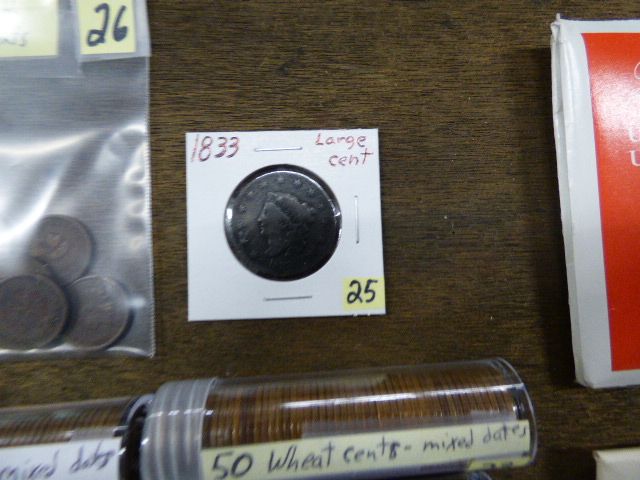 26
1833
Large
cent
25
50 Wheat cents - mixed dates
mixed dates
U